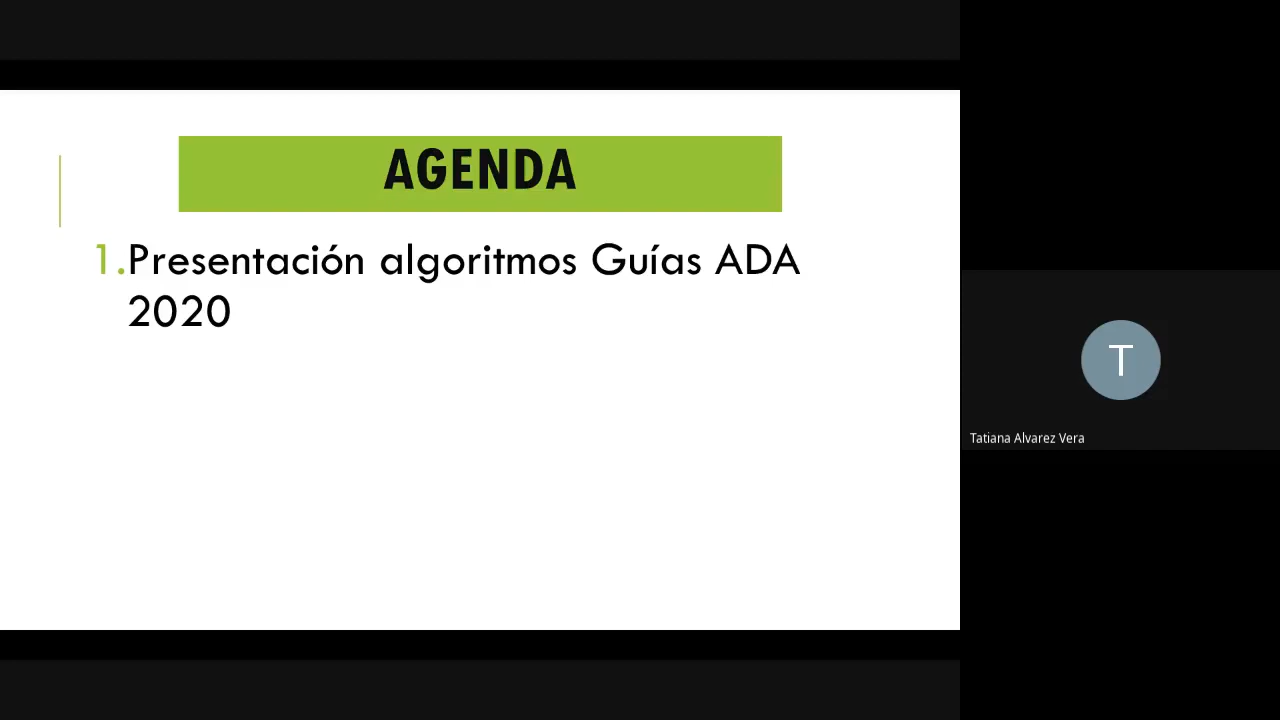 AGENDA
1.Presentación algoritmos Guías ADA
2020
T
Tatiana Alvarez Vera